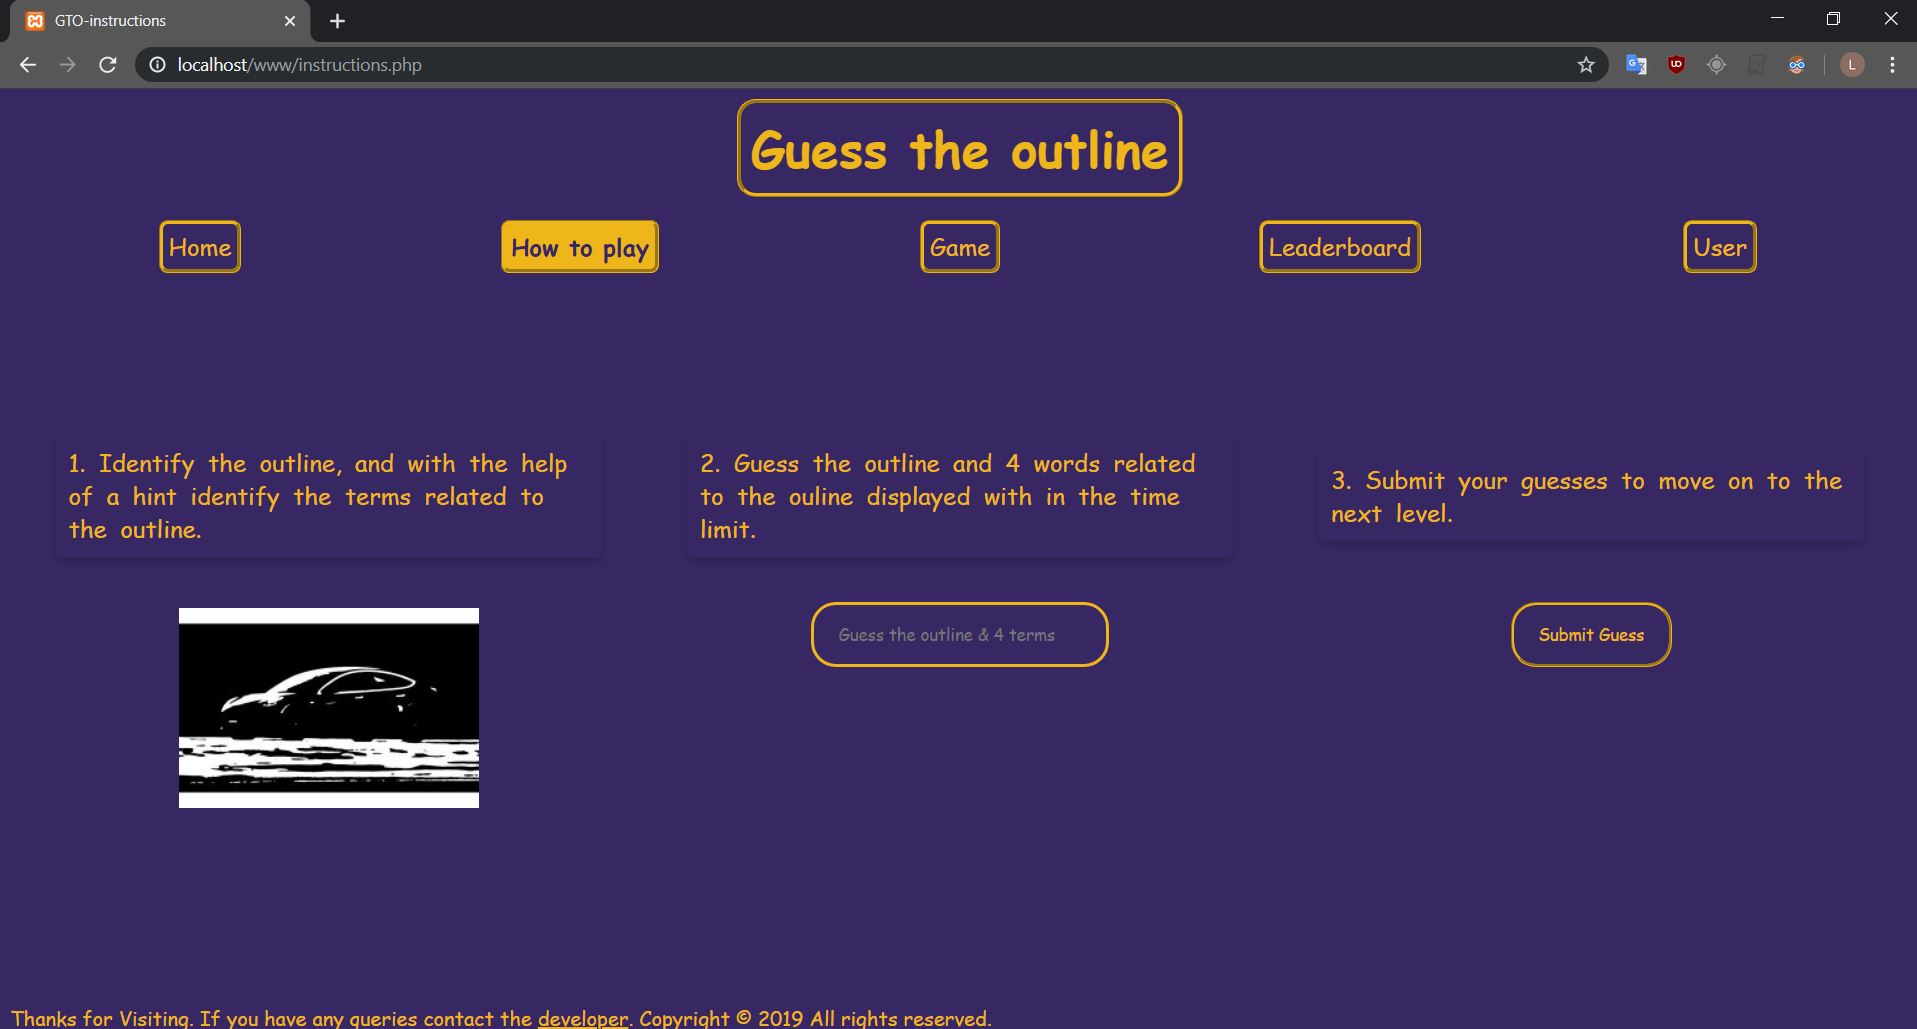 GTO-instructions
localhost/www/instructions.php
L
Guess the outline
Home
How to play
Game
Leaderboard
User
1. Identify the outline, and with the help
of a hint identify the terms related to
the outline.
2. Guess the outline and 4 words related
to the ouline displayed with in the time
limit.
3. Submit your guesses to move on to the
next level.
Guess the outline & 4 terms
Submit Guess
Thanks for Visiting. If you have any queries contact the developer. Copyright © 2019 All rights reserved.